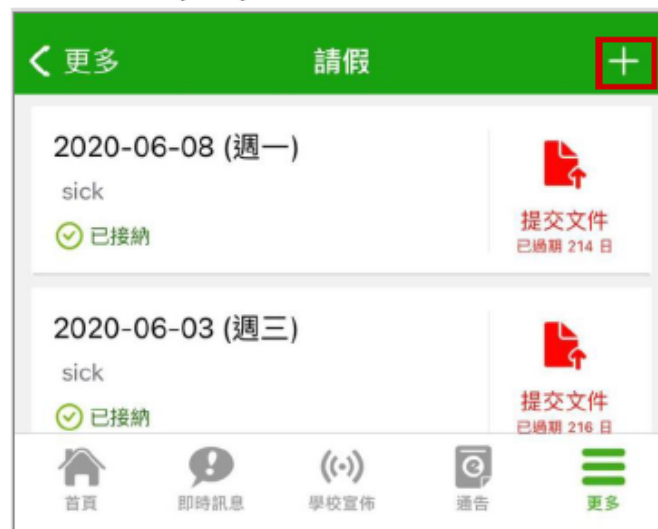 更多
請假
2020-06-08 (週一)
sick
已接納
提交文件
已過期 214 日
2020-06-03 (週三)
sick
已接納
提交文件
已過期 216 日
首頁
即時訊息
學校宣佈
通告
更多